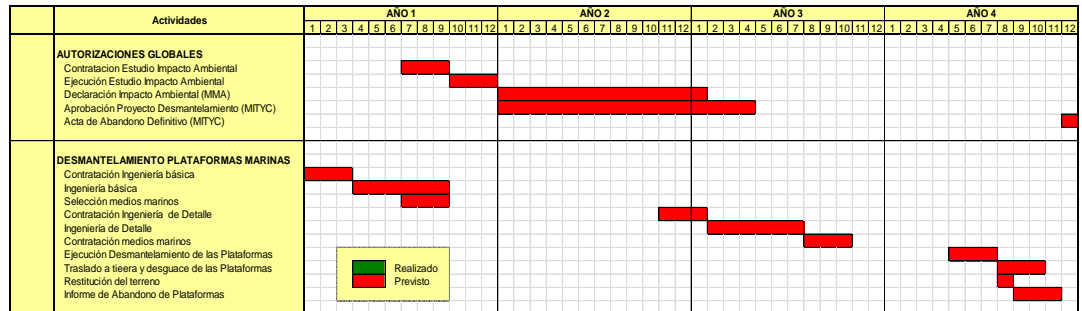 Actividades
AÑO 1 AÑO 2 AÑO 3 AÑO 4
1 2 3 4 5 6 7 8 9 10 11 12 1 2 3 4 5 6 7 8 9 10 11 12 1 2 3 4 5 6 7 8 9 10 11 12 1 2 3 4 5 6 7 8 9 10 11 12
AUTORIZACIONES GLOBALES
Contratacion Estudio Impacto Ambiental
Ejecución Estudio Impacto Ambiental
Declaración Impacto Ambiental (MMA)
Aprobación Proyecto Desmantelamiento (MITYC)
Acta de Abandono Definitivo (MITYC)
DESMANTELAMIENTO PLATAFORMAS MARINAS
Contratación Ingeniería básica
Ingeniería básica
Selección medios marinos
Contratación Ingeniería de Detalle
Ingeniería de Detalle
Contratación medios marinos
Ejecución Desmantelamiento de las Plataformas
Traslado a tieera y desguace de las Plataformas
Restitución del terreno
Informe de Abandono de Plataformas
Realizado
Previsto